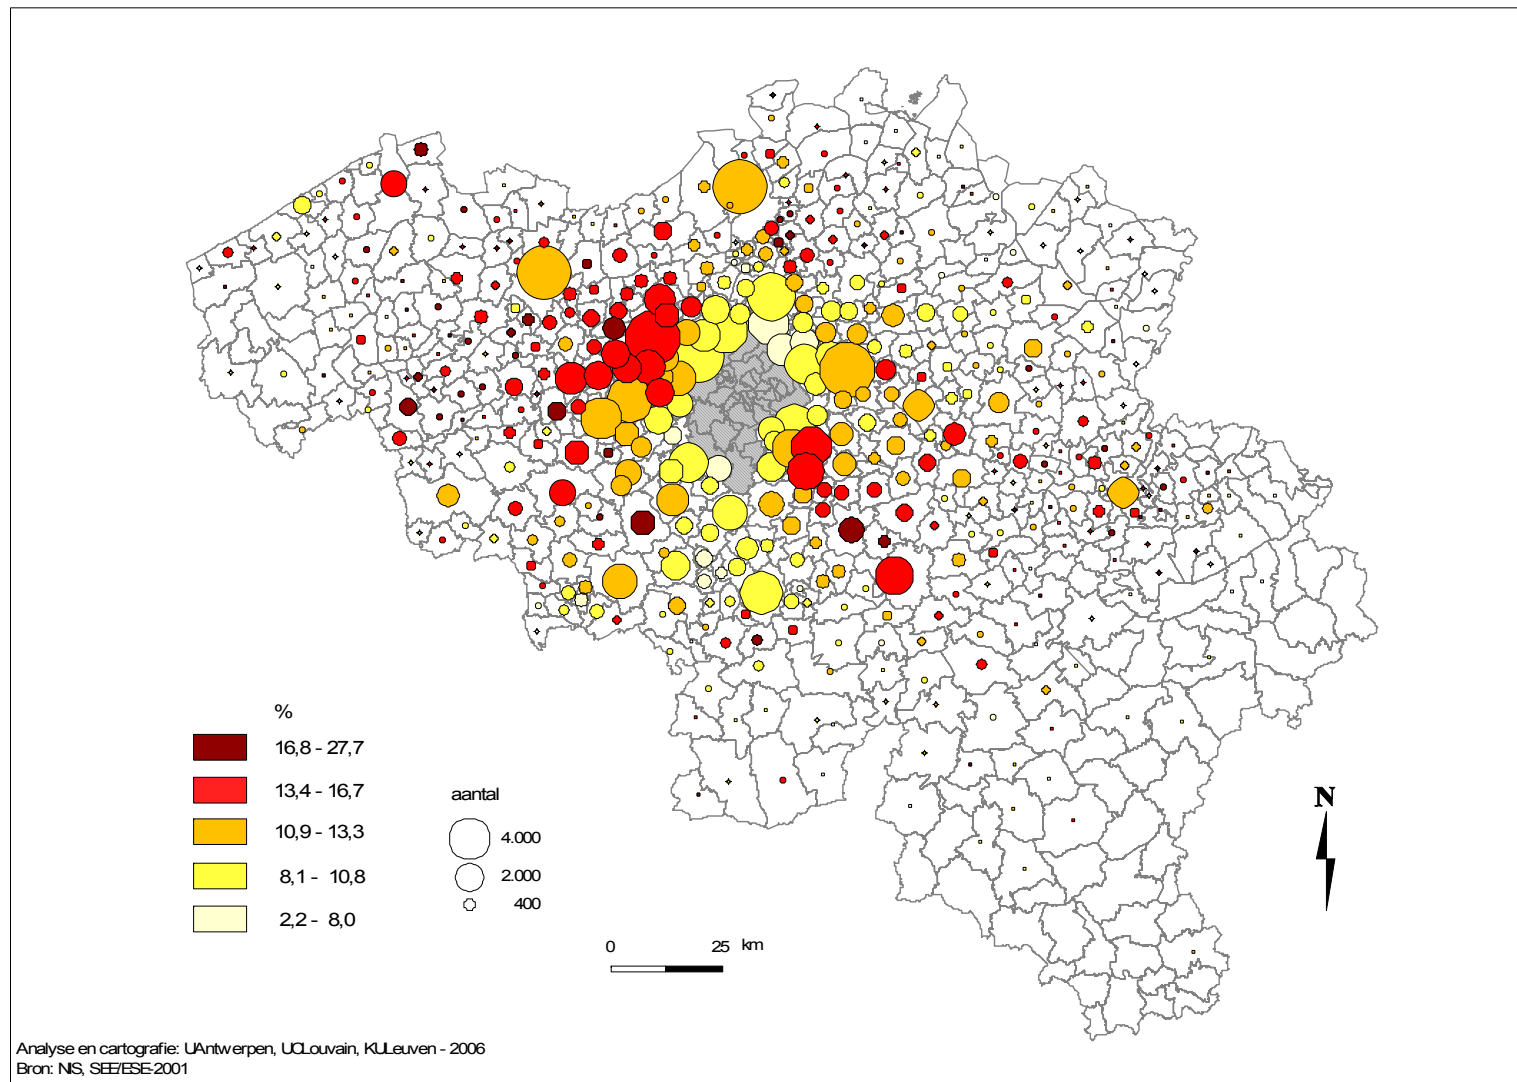 %
16,8 - 27,7
13,4 - 16,7
10,9 - 13,3
8,1 - 10,8
2,2 - 8,0
aantal
4.000
2.000
400
0 25 km
N
Analyse en cartografie: UAntwerpen, UCLouvain, KULeuven - 2006
Bron: NIS, SEE/ESE-2001